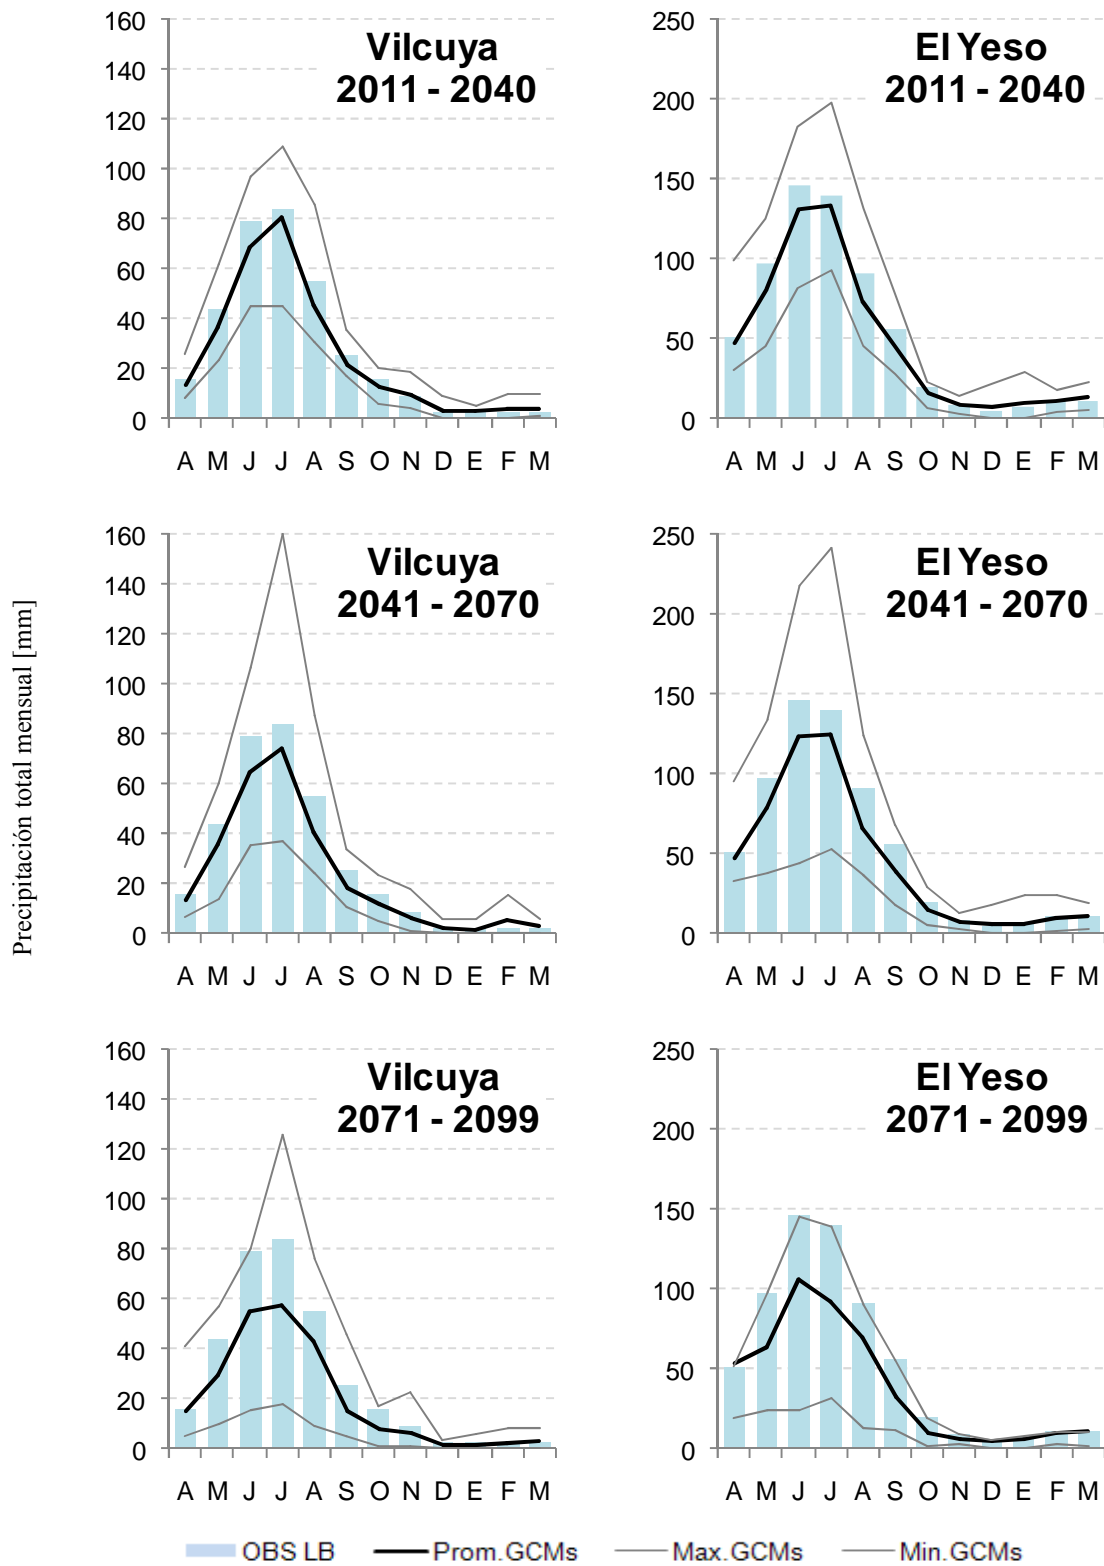 Precipitación total mensual [mm]
Vilcuya
2011 - 2040
160
140
120
100
80
60
40
20
0
A M J J A S O N D E F M
El Yeso
2011 - 2040
250
200
150
100
50
0
A M J J A S O N D E F M
Vilcuya
2041 - 2070
160
140
120
100
80
60
40
20
0
A M J J A S O N D E F M
El Yeso
2041 - 2070
250
200
150
100
50
0
A M J J A S O N D E F M
Vilcuya
2071 - 2099
160
140
120
100
80
60
40
20
0
A M J J A S O N D E F M
El Yeso
2071 - 2099
250
200
150
100
50
0
A M J J A S O N D E F M
OBS LB Prom.GCMs Max.GCMs Min.GCMs